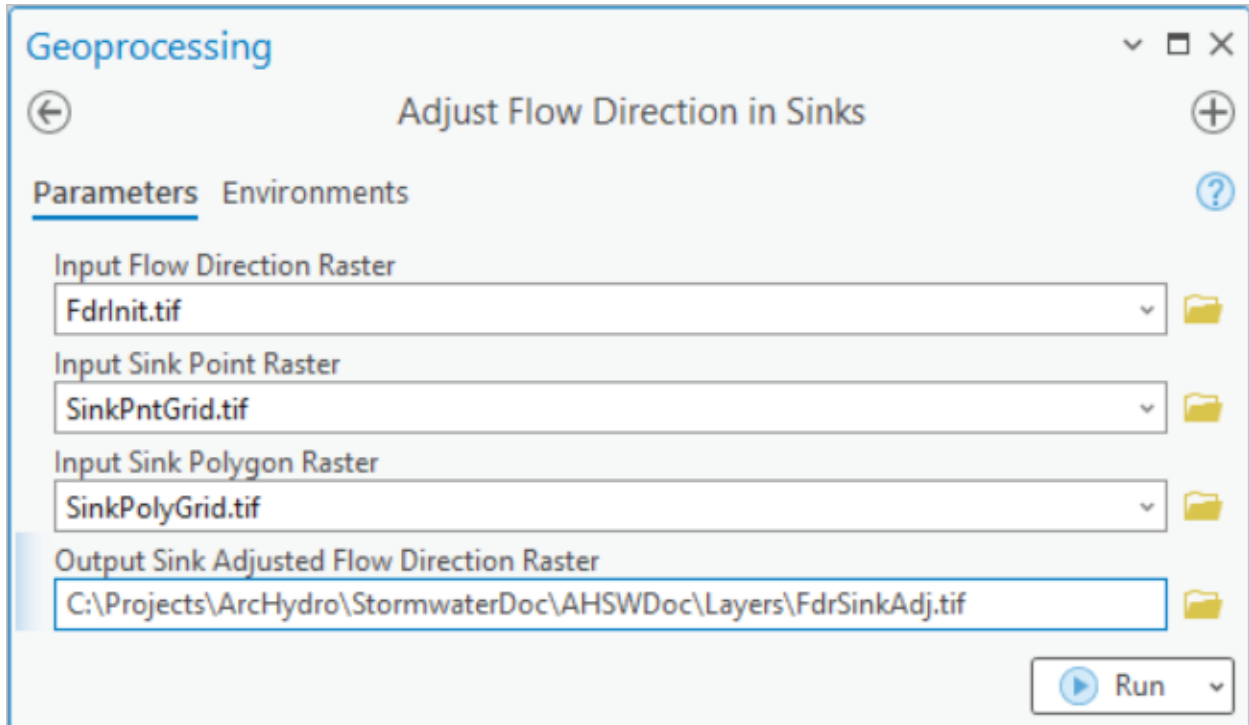 Geoprocessing
Adjust Flow Direction in Sinks
Parameters Environments
Input Flow Direction Raster
FdrInit.tif
Input Sink Point Raster
SinkPntGrid.tif
Input Sink Polygon Raster
SinkPolyGrid.tif
Output Sink Adjusted Flow Direction Raster
C:\Projects\ArcHydro\StormwaterDoc\AHSWDoc\Layers\FdrSinkAdj.tif
Run